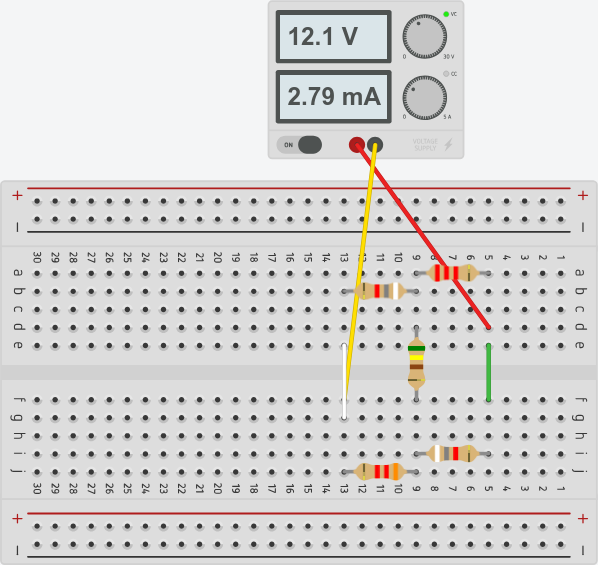 12.1 V
VC
0
30 V
2.79 mA
CC
0
5 A
ON
VOLTAGE
SUPPLY
+ +
− −
30 29 28 27 26 25 24 23 22 21 20 19 18 17 16 15 14 13 12 11 10 9 8 7 6 5 4 3 2 1
a a
b b
c c
d d
e e
f f
g g
h h
i i
j j
30 29 28 27 26 25 24 23 22 21 20 19 18 17 16 15 14 13 12 11 10 9 8 7 6 5 4 3 2 1
+ +
− −